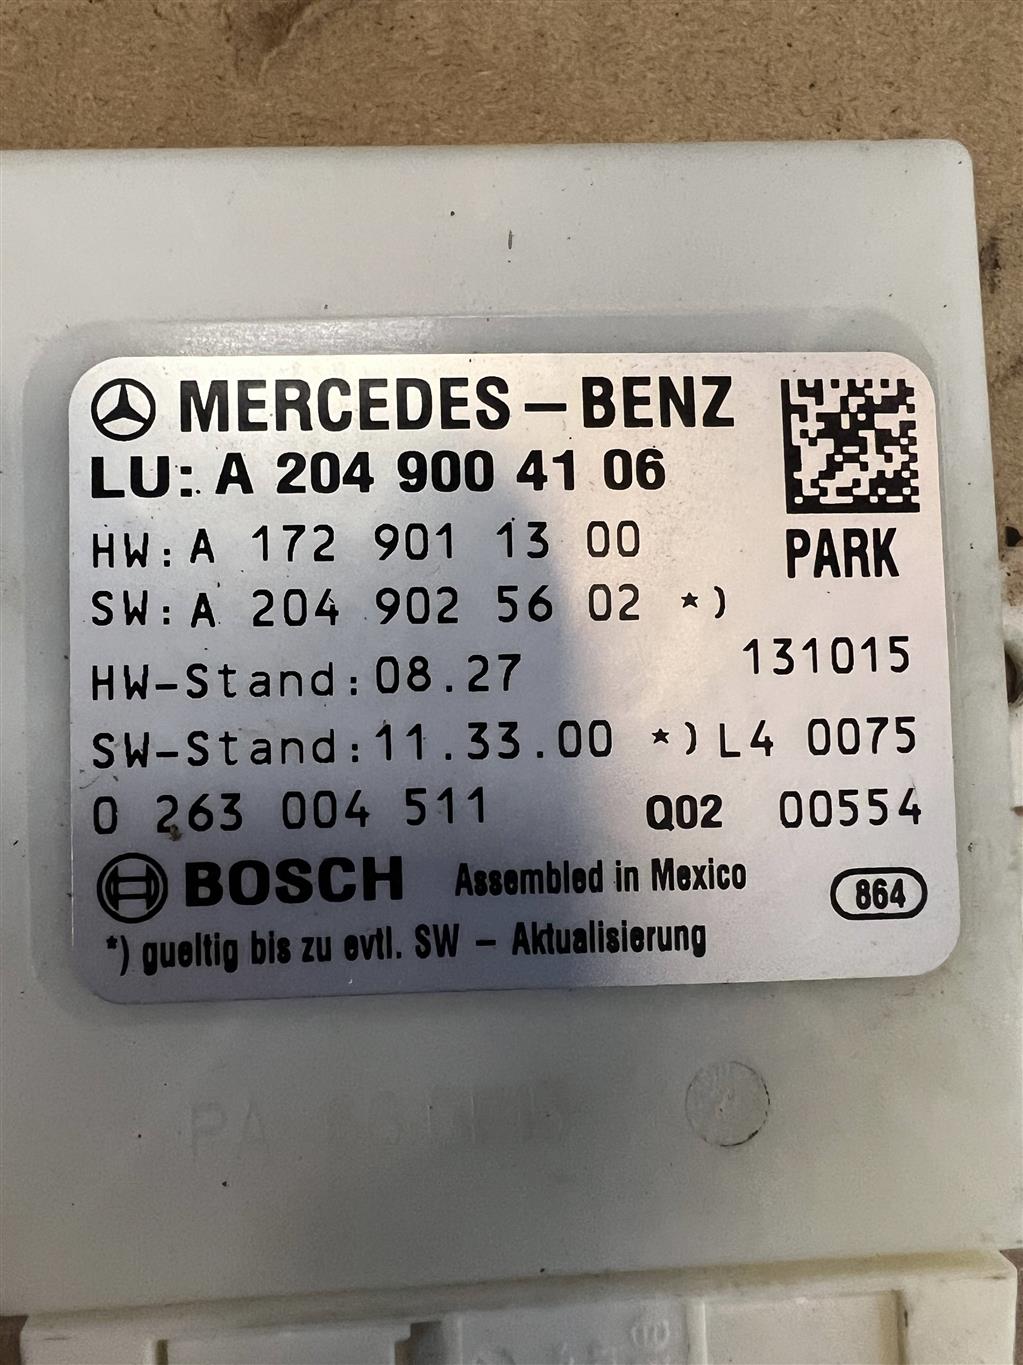 MERCEDES-BENZ
LU: A 204 900 41 06
HW: A 172 901 13 00
PARK
SW: A 204 902 56 02 *)
HW-Stand: 08.27
131015
SW-Stand: 11.33.00 *) L4 0075
0 263 004 511 Q02 00554
BOSCH Assembled in Mexico 864
*) gueltig bis zu evtl. SW - Aktualisierung